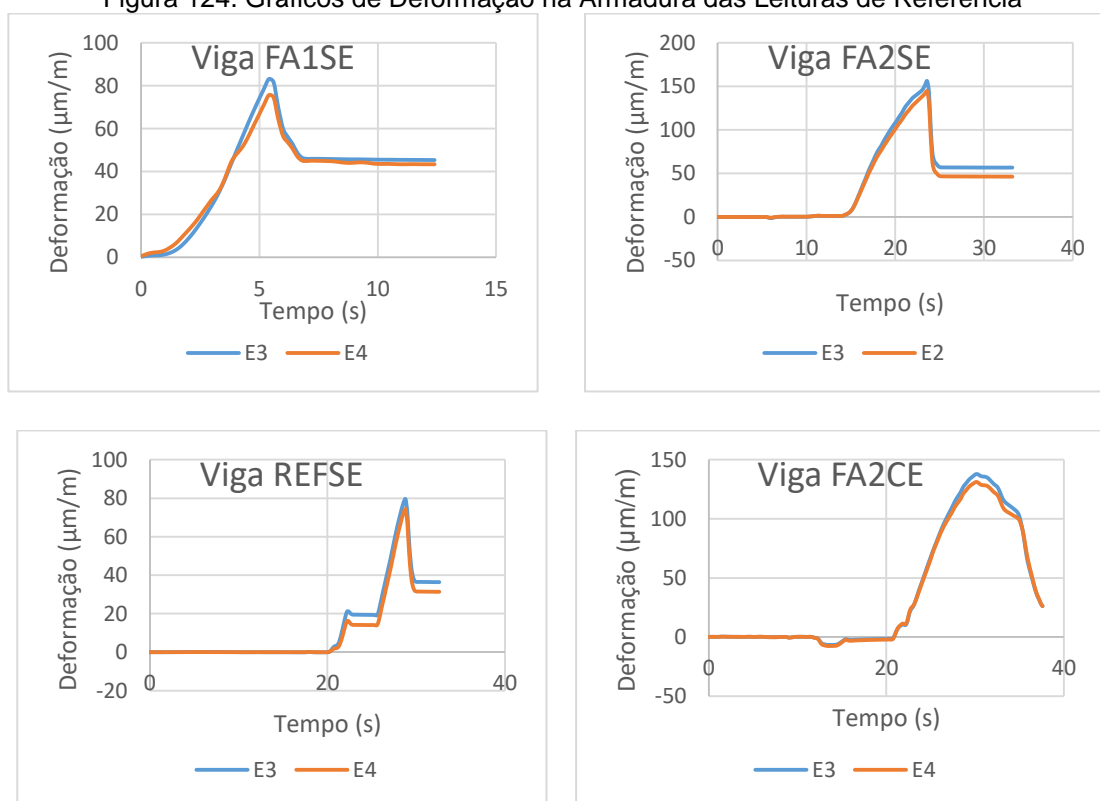 Figura 124: Gráficos de Deformação na Armadura das Leituras de Referência
Viga FA1SE
Deformação (µm/m)
100
80
60
40
20
0
0 5 10 15
Tempo (s)
E3 E4
Viga FA2SE
Deformação (µm/m)
200
150
100
50
0
-50
0 10 20 30 40
Tempo (s)
E3 E2
Viga REFSE
Deformação (µm/m)
100
80
60
40
20
0
-20
0 20 40
Tempo (s)
E3 E4
Viga FA2CE
Deformação (µm/m)
150
100
50
0
-50
0 20 40
Tempo (s)
E3 E4